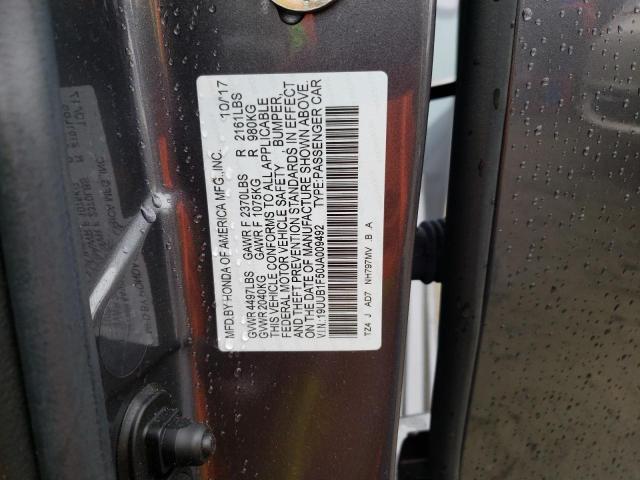 MFD.BY HONDA OF AMERICA MFG.,INC. 10/17
GVWR 4497LBS GAWR F 2370LBS R 2161LBS
GVWR 2040KG GAWR F 1075KG R 980KG
THIS VEHICLE CONFORMS TO ALL APPLICABLE
FEDERAL MOTOR VEHICLE SAFETY , BUMPER,
AND THEFT PREVENTION STANDARDS IN EFFECT
ON THE DATE OF MANUFACTURE SHOWN ABOVE.
V.I.N.:19UUB1F50JA009492 TYPE:PASSENGER CAR
TZ4 J AD7 NH797MV .B .A